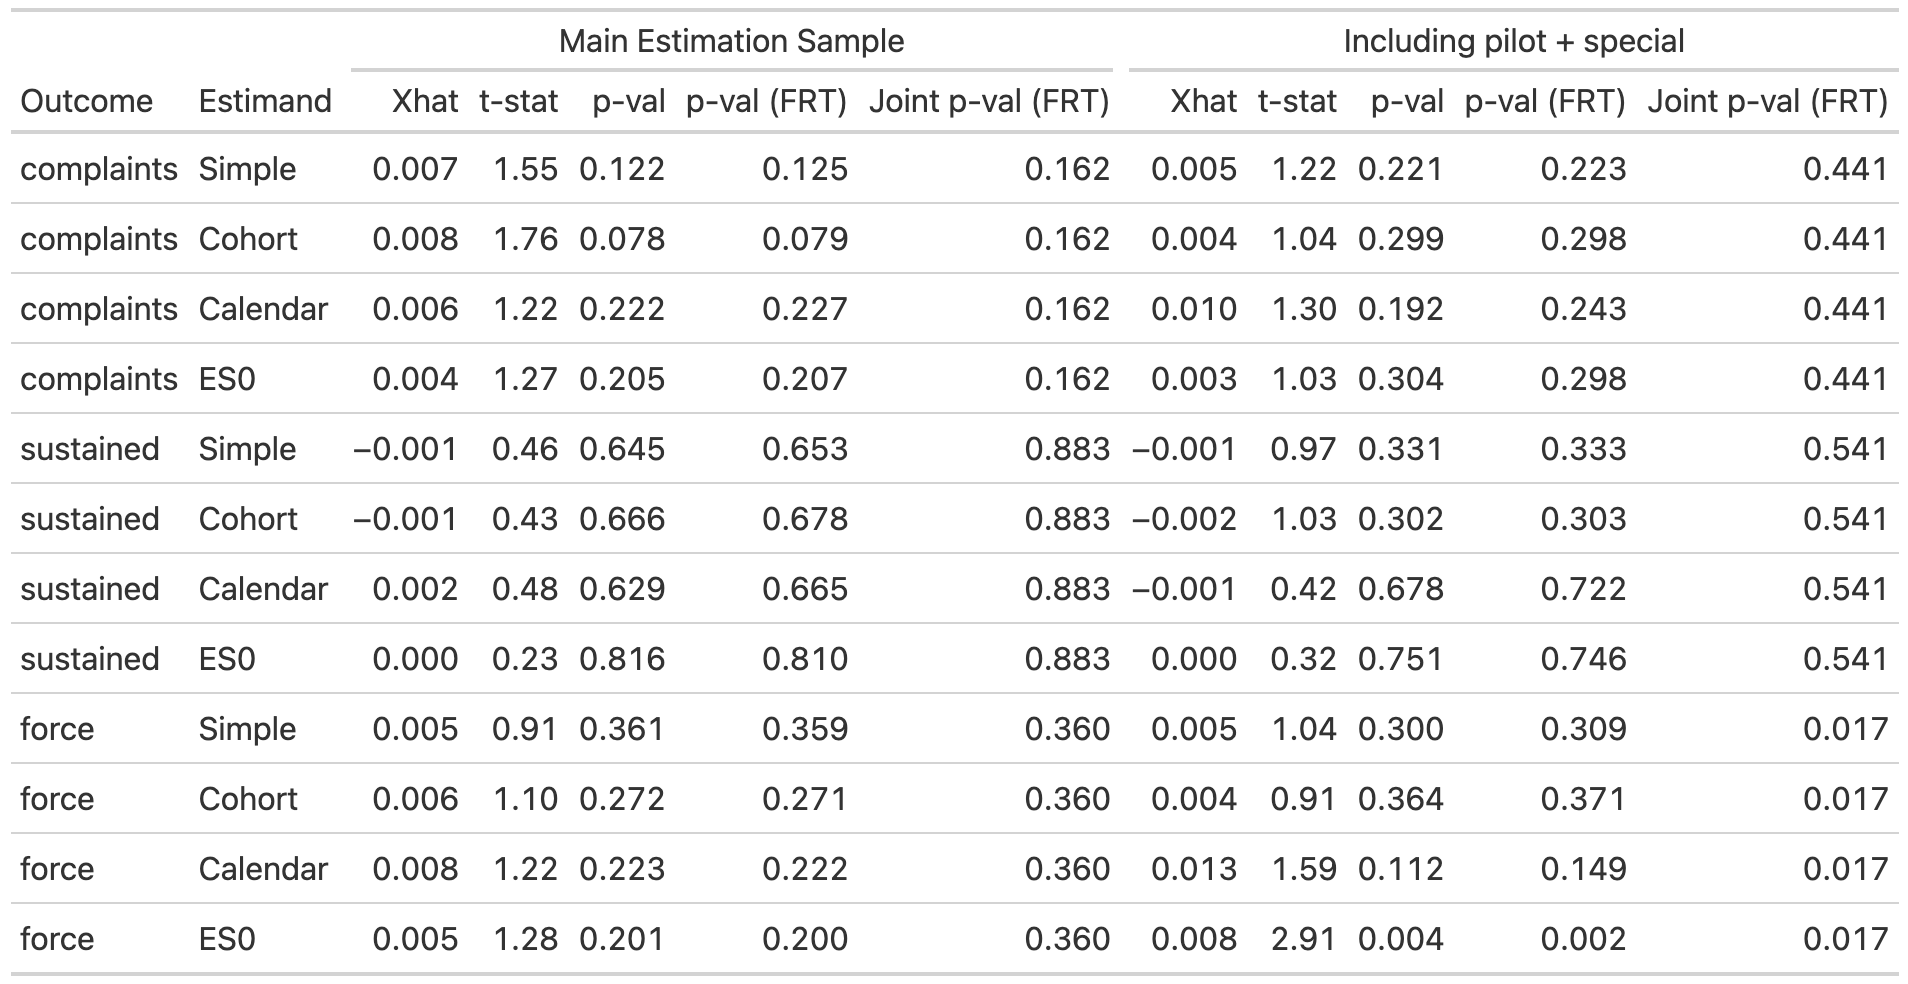 Main Estimation Sample Including pilot + special
Outcome Estimand Xhat t-stat p-val p-val (FRT) Joint p-val (FRT) Xhat t-stat p-val p-val (FRT) Joint p-val (FRT)
complaints Simple 0.007 1.55 0.122 0.125 0.162 0.005 1.22 0.221 0.223 0.441
complaints Cohort 0.008 1.76 0.078 0.079 0.162 0.004 1.04 0.299 0.298 0.441
complaints Calendar 0.006 1.22 0.222 0.227 0.162 0.010 1.30 0.192 0.243 0.441
complaints ES0 0.004 1.27 0.205 0.207 0.162 0.003 1.03 0.304 0.298 0.441
sustained Simple −0.001 0.46 0.645 0.653 0.883 −0.001 0.97 0.331 0.333 0.541
sustained Cohort −0.001 0.43 0.666 0.678 0.883 −0.002 1.03 0.302 0.303 0.541
sustained Calendar 0.002 0.48 0.629 0.665 0.883 −0.001 0.42 0.678 0.722 0.541
sustained ES0 0.000 0.23 0.816 0.810 0.883 0.000 0.32 0.751 0.746 0.541
force Simple 0.005 0.91 0.361 0.359 0.360 0.005 1.04 0.300 0.309 0.017
force Cohort 0.006 1.10 0.272 0.271 0.360 0.004 0.91 0.364 0.371 0.017
force Calendar 0.008 1.22 0.223 0.222 0.360 0.013 1.59 0.112 0.149 0.017
force ES0 0.005 1.28 0.201 0.200 0.360 0.008 2.91 0.004 0.002 0.017